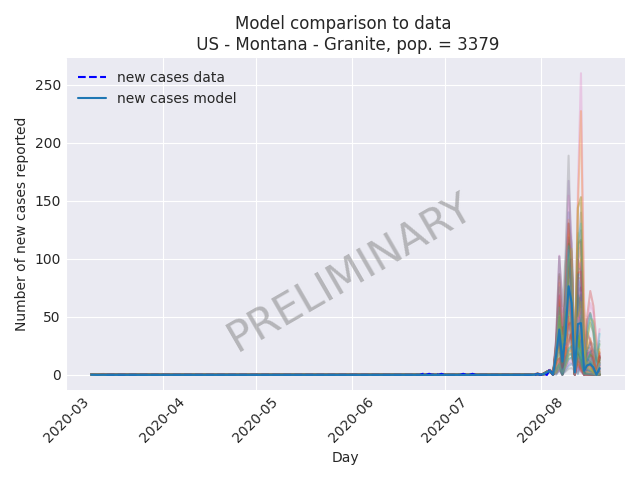 Model comparison to data
US - Montana - Granite, pop. = 3379
new cases data
new cases model
Number of new cases reported
250
200
150
100
50
0
PRELIMINARY
2020-03
2020-04
2020-05
2020-06
2020-07
2020-08
Day